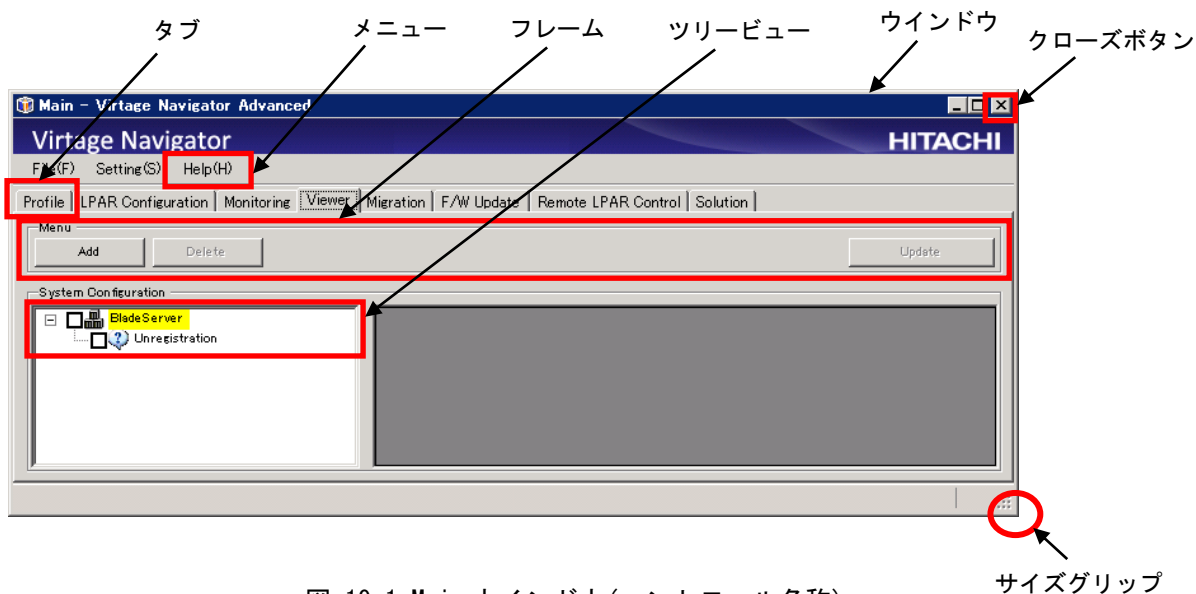 タブ メニュー フレーム ツリービュー ウインドウ クローズボタン
Main - Virtage Navigator Advanced
Virtage Navigator HITACHI
File(F) Setting(S) Help(H)
Profile LPAR Configuration Monitoring Viewer Migration F/W Update Remote LPAR Control Solution
Menu
Add Delete Update
System Configuration
BladeServer
Unregistration
サイズグリップ